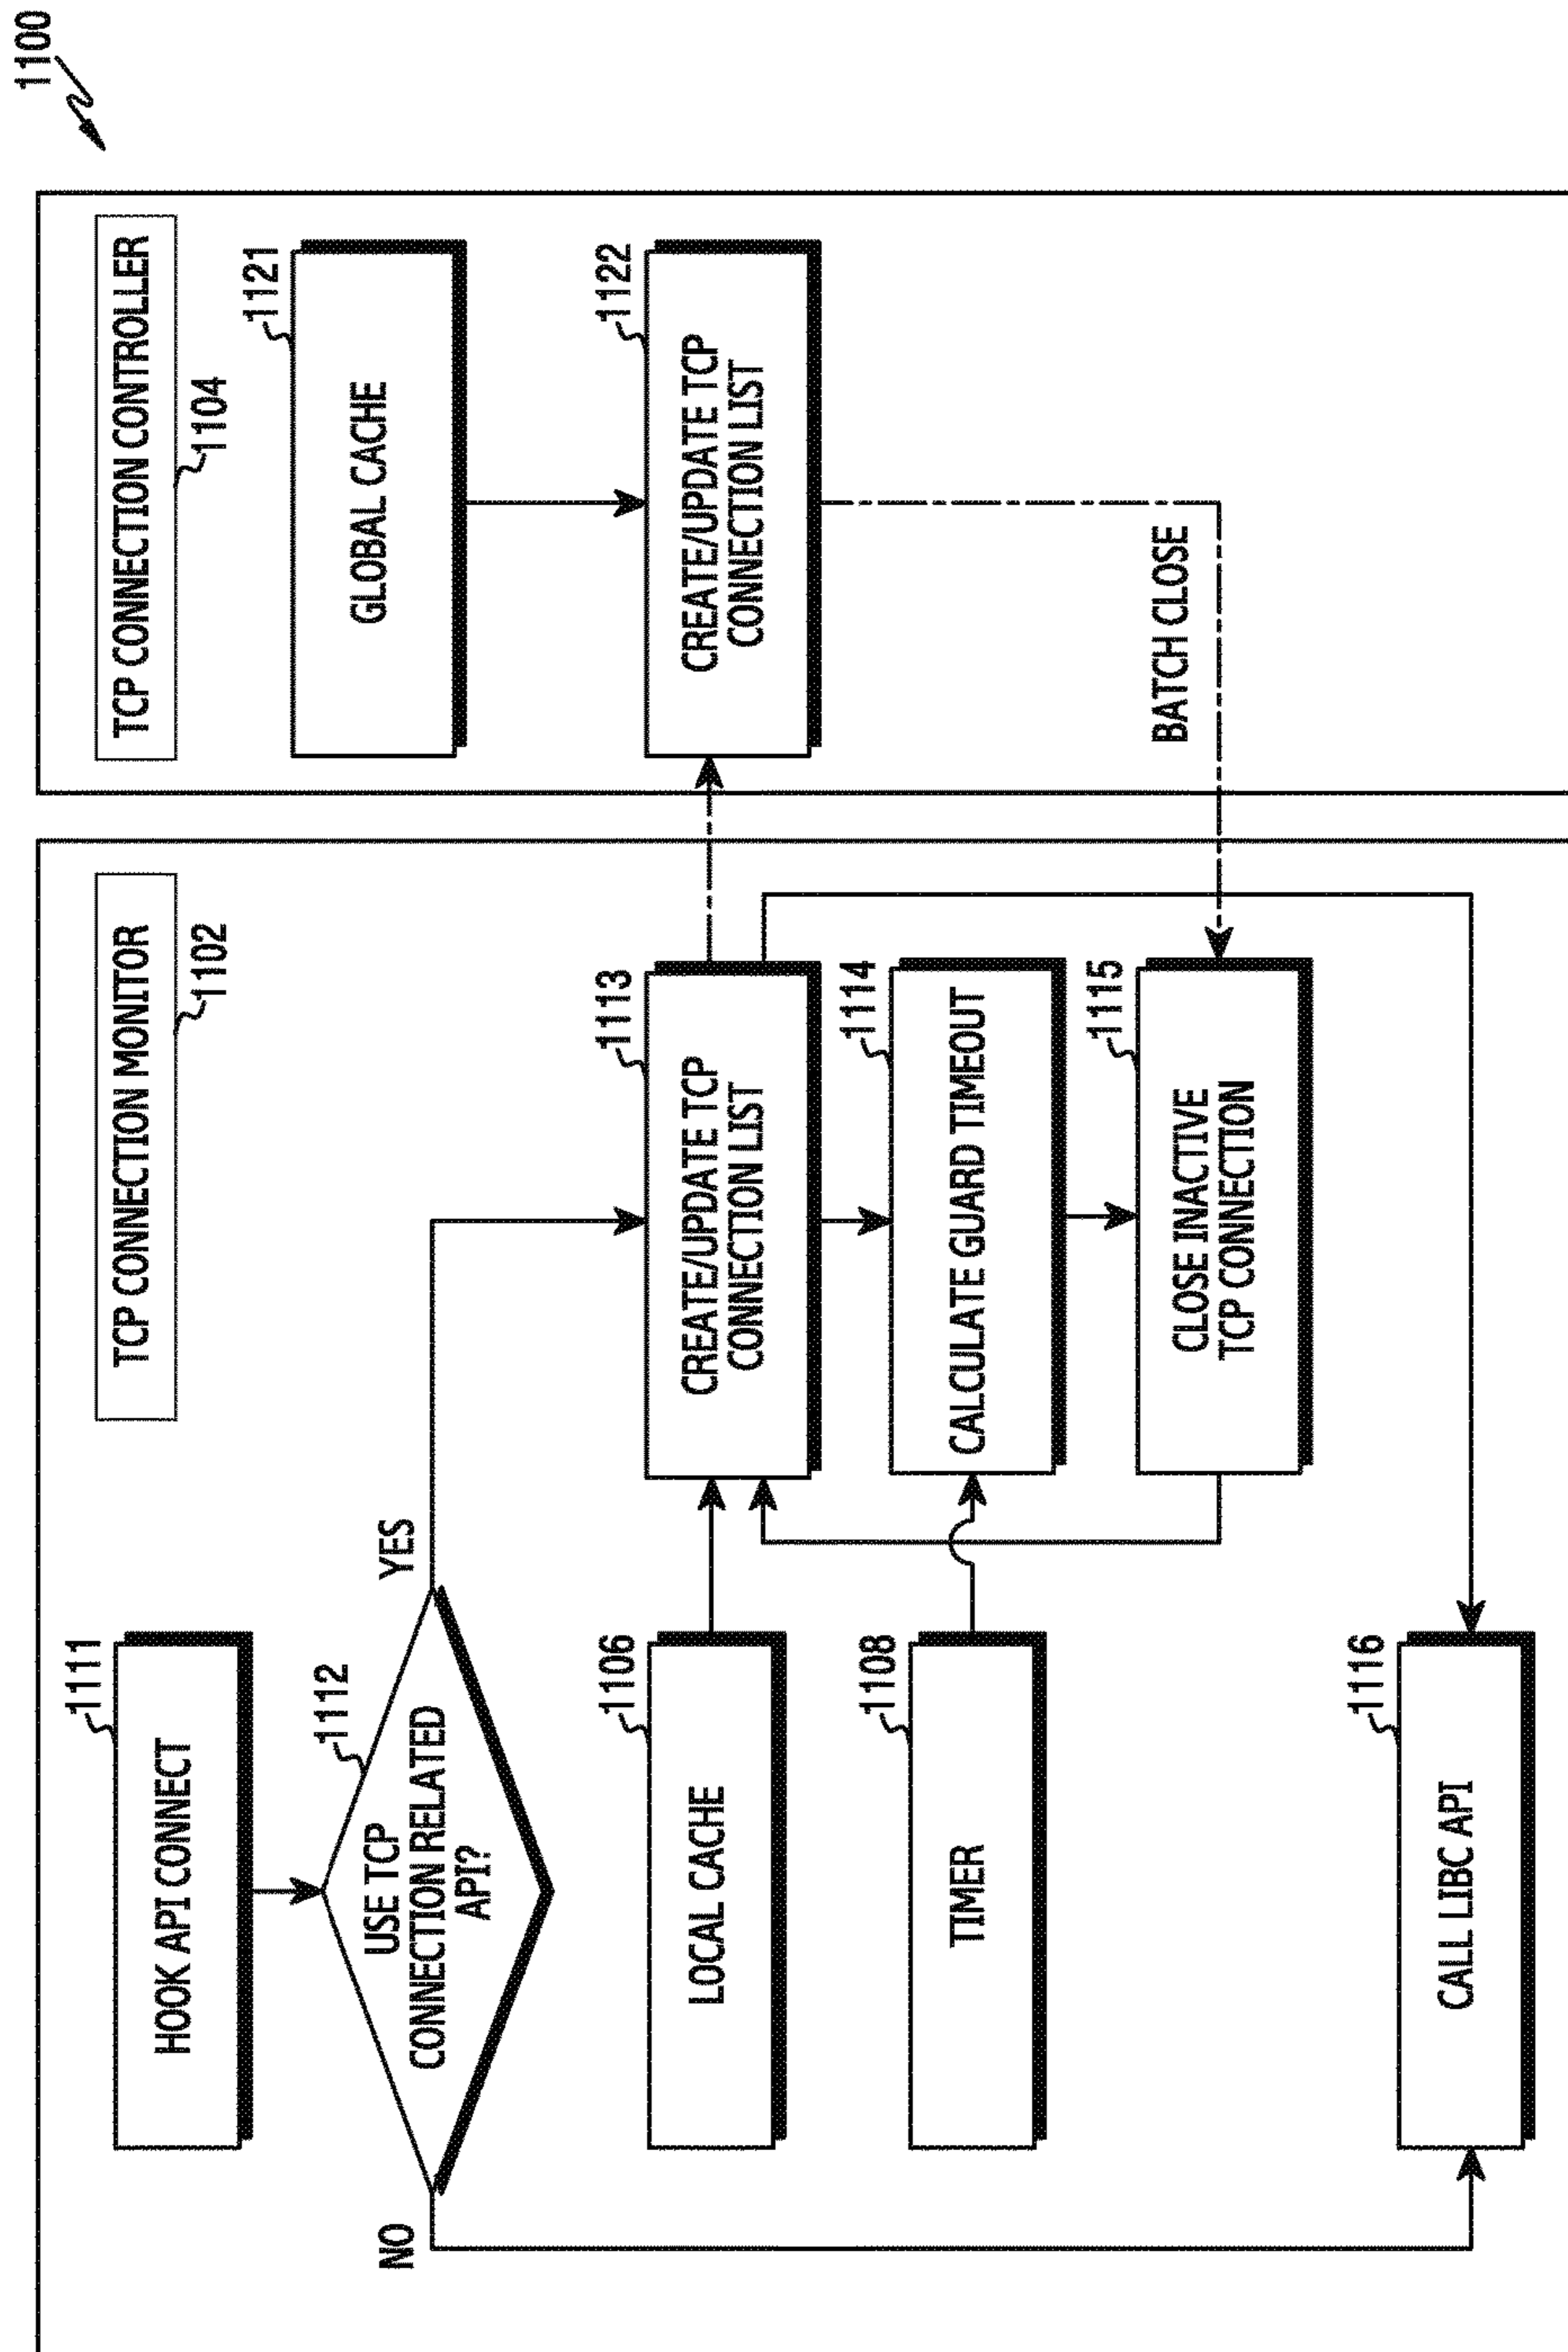 1100
TCP CONNECTION MONITOR
1102
1111
HOOK API CONNECT
1112
USE TCP
CONNECTION RELATED
API?
NO
YES
1106
LOCAL CACHE
1113
CREATE/UPDATE TCP
CONNECTION LIST
1108
TIMER
1114
CALCULATE GUARD TIMEOUT
1115
CLOSE INACTIVE
TCP CONNECTION
1116
CALL LIBC API
TCP CONNECTION CONTROLLER
1104
1121
GLOBAL CACHE
1122
CREATE/UPDATE TCP
CONNECTION LIST
BATCH CLOSE